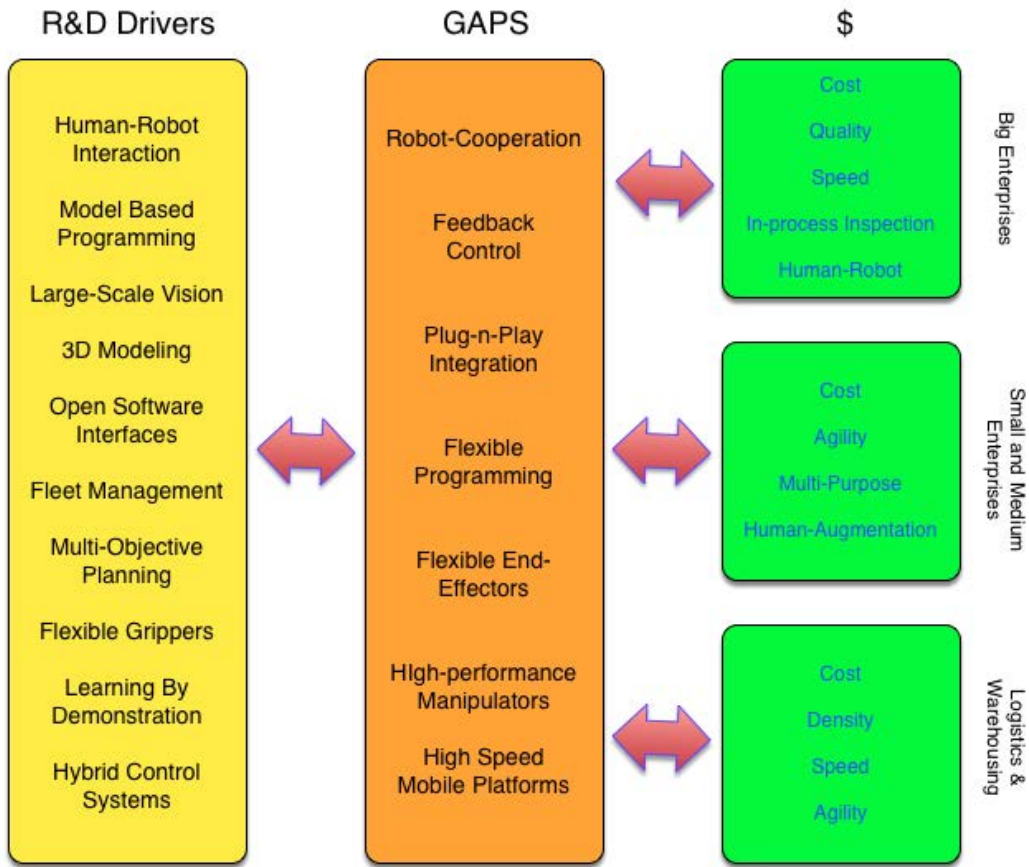 R&D Drivers
Human-Robot
Interaction
Model Based
Programming
Large-Scale Vision
3D Modeling
Open Software
Interfaces
Fleet Management
Multi-Objective
Planning
Flexible Grippers
Learning By
Demonstration
Hybrid Control
Systems
GAPS
Robot-Cooperation
Feedback
Control
Plug-n-Play
Integration
Flexible
Programming
Flexible End-
Effectors
HIgh-performance
Manipulators
High Speed
Mobile Platforms
$
Cost
Quality
Speed
In-process Inspection
Human-Robot
Big Enterprises
Cost
Agility
Multi-Purpose
Human-Augmentation
Small and Medium
Enterprises
Cost
Density
Speed
Agility
Logistics &
Warehousing